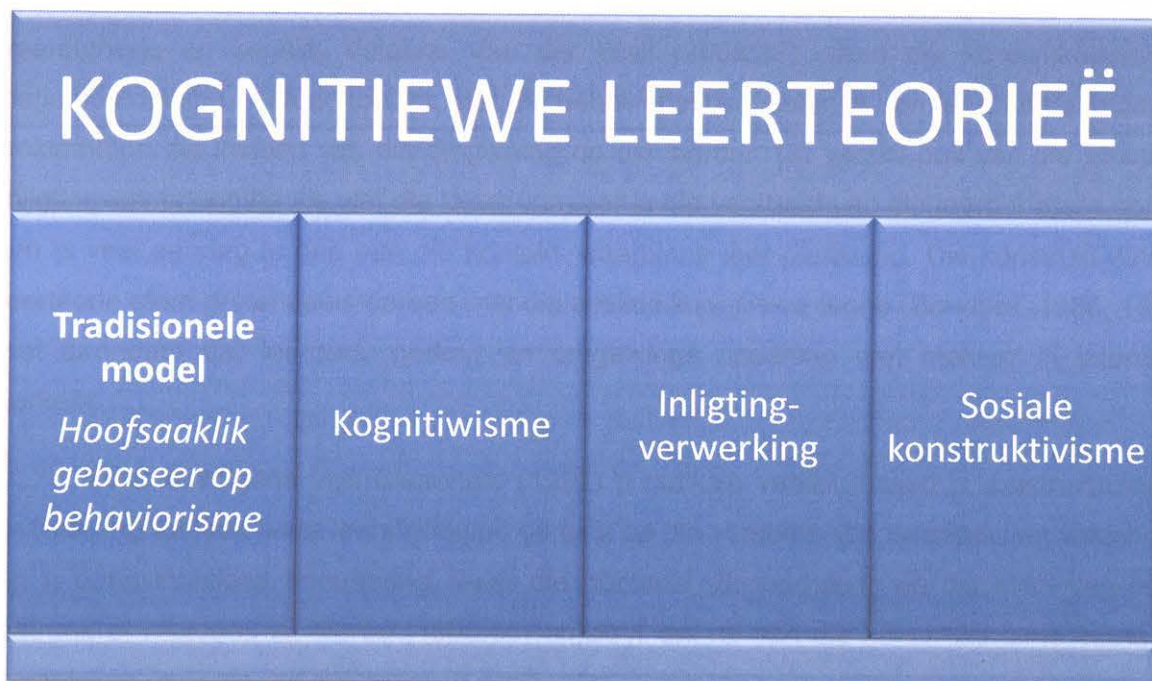 KOGNITIEWE LEERTEORIEË
Tradisionele
model
Hoofsaaklik
gebaseer op
behaviorisme
Kognitiwisme
Inligting-
verwerking
Sosiale
konstruktivisme